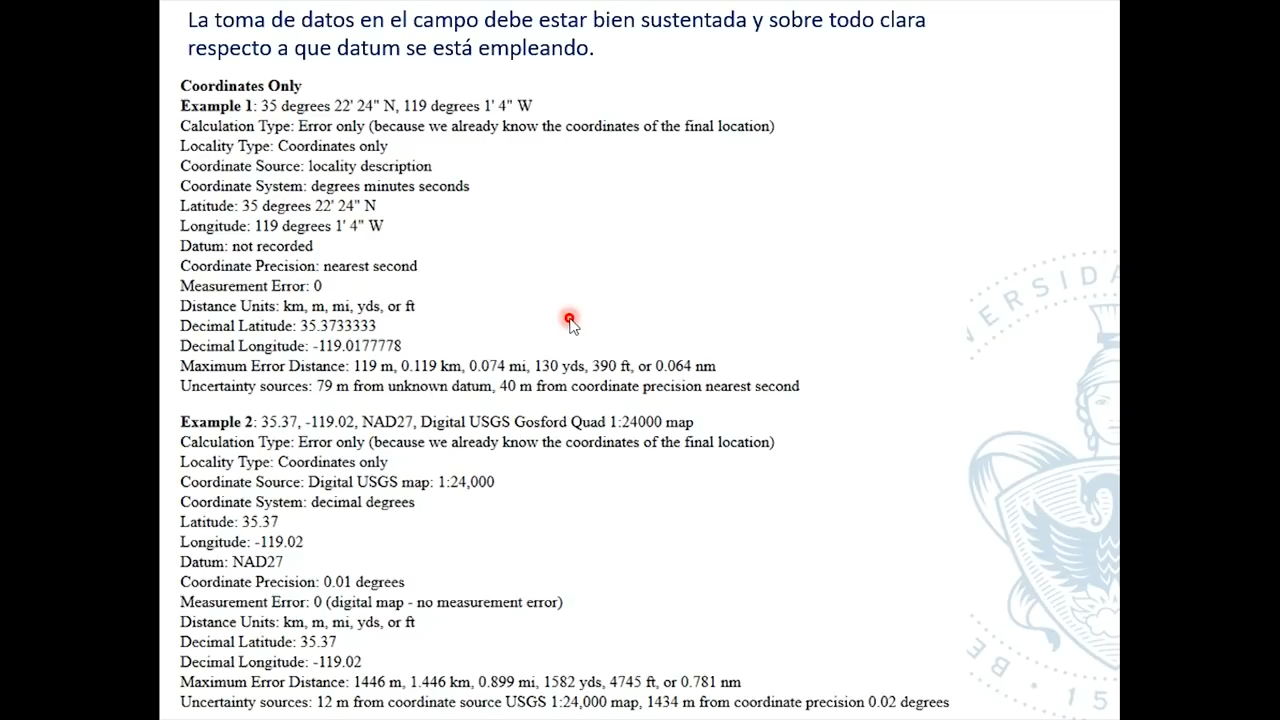 La toma de datos en el campo debe estar bien sustentada y sobre todo clara
respecto a que datum se está empleando.
Coordinates Only
Example 1: 35 degrees 22' 24" N, 119 degrees 1' 4" W
Calculation Type: Error only (because we already know the coordinates of the final location)
Locality Type: Coordinates only
Coordinate Source: locality description
Coordinate System: degrees minutes seconds
Latitude: 35 degrees 22' 24" N
Longitude: 119 degrees 1' 4" W
Datum: not recorded
Coordinate Precision: nearest second
Measurement Error: 0
Distance Units: km, m, mi, yds, or ft
Decimal Latitude: 35.3733333
Decimal Longitude: -119.0177778
Maximum Error Distance: 119 m, 0.119 km, 0.074 mi, 130 yds, 390 ft, or 0.064 nm
Uncertainty sources: 79 m from unknown datum, 40 m from coordinate precision nearest second
Example 2: 35.37, -119.02, NAD27, Digital USGS Gosford Quad 1:24000 map
Calculation Type: Error only (because we already know the coordinates of the final location)
Locality Type: Coordinates only
Coordinate Source: Digital USGS map: 1:24,000
Coordinate System: decimal degrees
Latitude: 35.37
Longitude: -119.02
Datum: NAD27
Coordinate Precision: 0.01 degrees
Measurement Error: 0 (digital map - no measurement error)
Distance Units: km, m, mi, yds, or ft
Decimal Latitude: 35.37
Decimal Longitude: -119.02
Maximum Error Distance: 1446 m, 1.446 km, 0.899 mi, 1582 yds, 4745 ft, or 0.781 nm
Uncertainty sources: 12 m from coordinate source USGS 1:24,000 map, 1434 m from coordinate precision 0.02 degrees